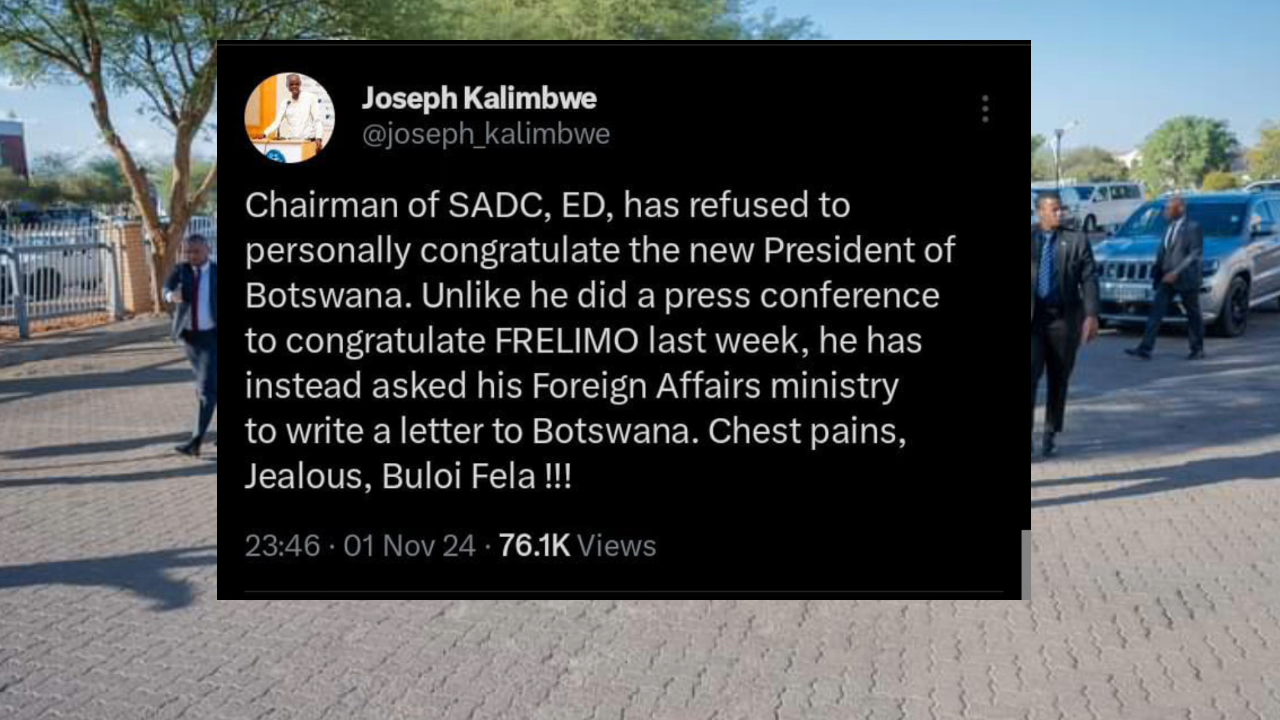 Joseph Kalimbwe
@joseph_kalimbwe
Chairman of SADC, ED, has refused to
personally congratulate the new President of
Botswana. Unlike he did a press conference
to congratulate FRELIMO last week, he has
instead asked his Foreign Affairs ministry
to write a letter to Botswana. Chest pains,
Jealous, Buloi Fela !!!
23:46 · 01 Nov 24 · 76.1K Views